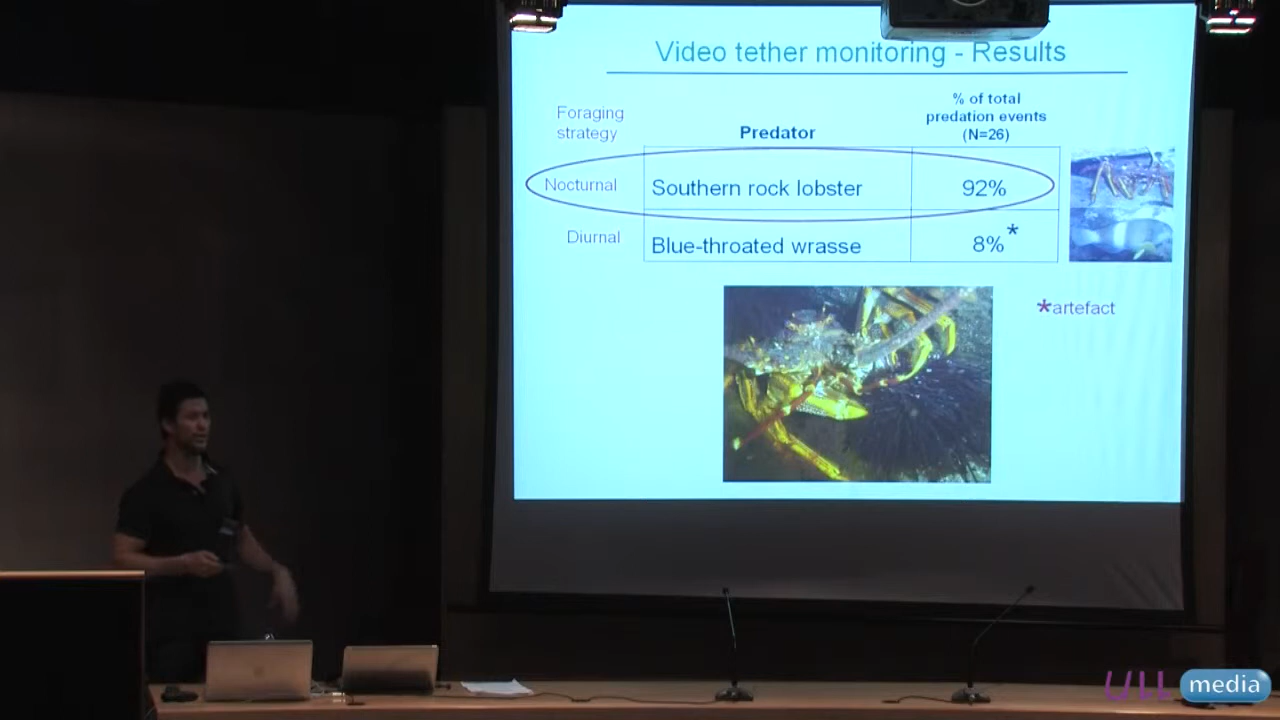 Video tether monitoring - Results
Foraging
strategy
Predator
% of total
predation events
(N=26)
Nocturnal
Southern rock lobster
92%
Diurnal
Blue-throated wrasse
8%*
*artefact
ULL media